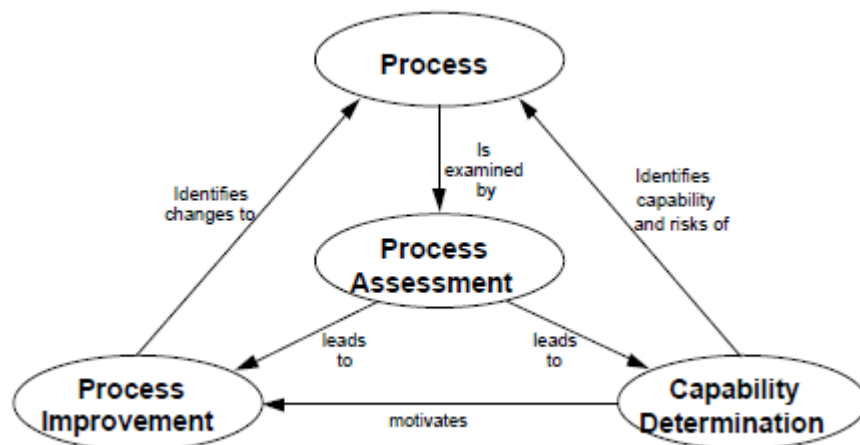 Process
Is
examined
by
Identifies
changes to
Identifies
capability
and risks of
Process
Assessment
leads
to
leads
to
Process
Improvement
motivates
Capability
Determination